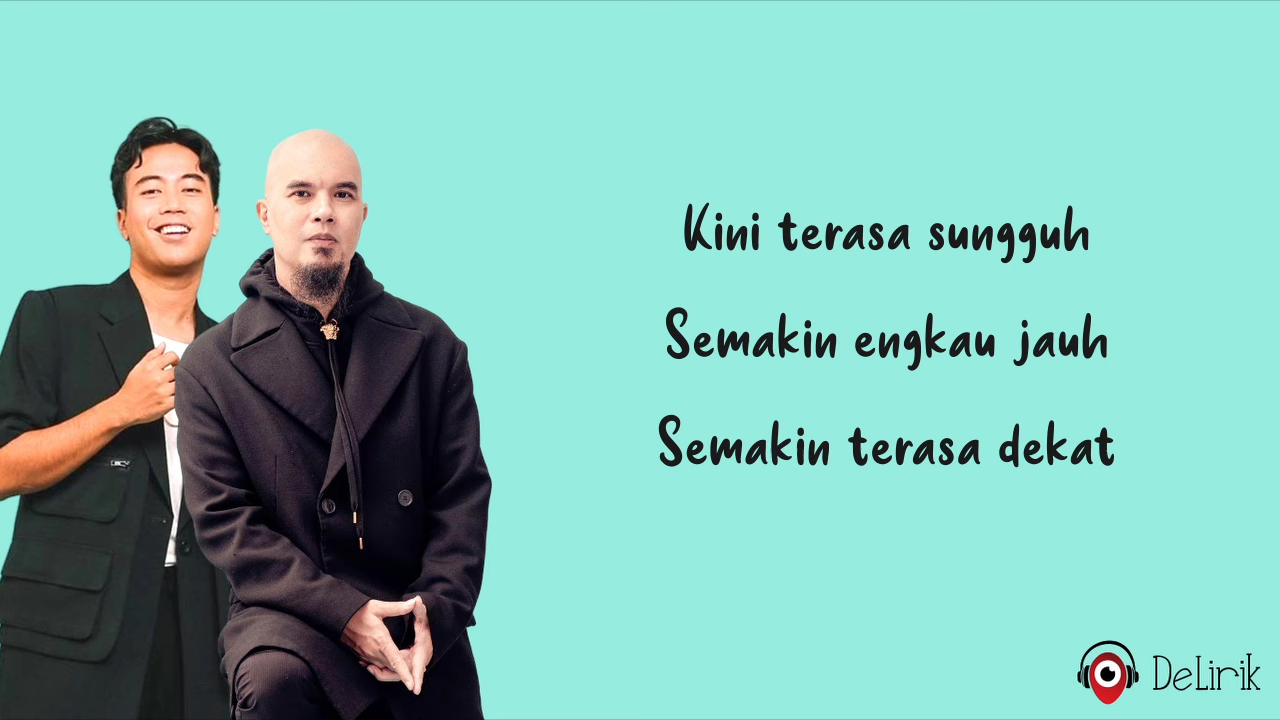 Kini terasa sungguh
Semakin engkau jauh
Semakin terasa dekat
DeLirik